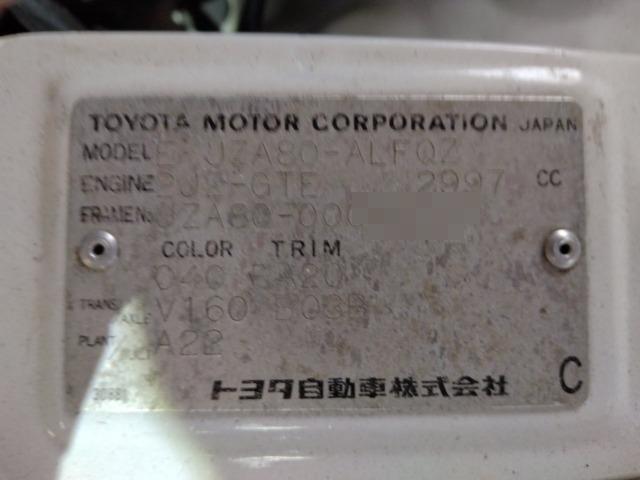 TOYOTA MOTOR CORPORATION JAPAN
MODEL E-JZA80-ALFQZ
ENGINE 2JZ-GTE 2997 CC
FRAME No. JZA80-00
COLOR TRIM
040 FA20
TRANS./AXLE V160 B03B
PLANT A22
トヨタ自動車株式会社 C